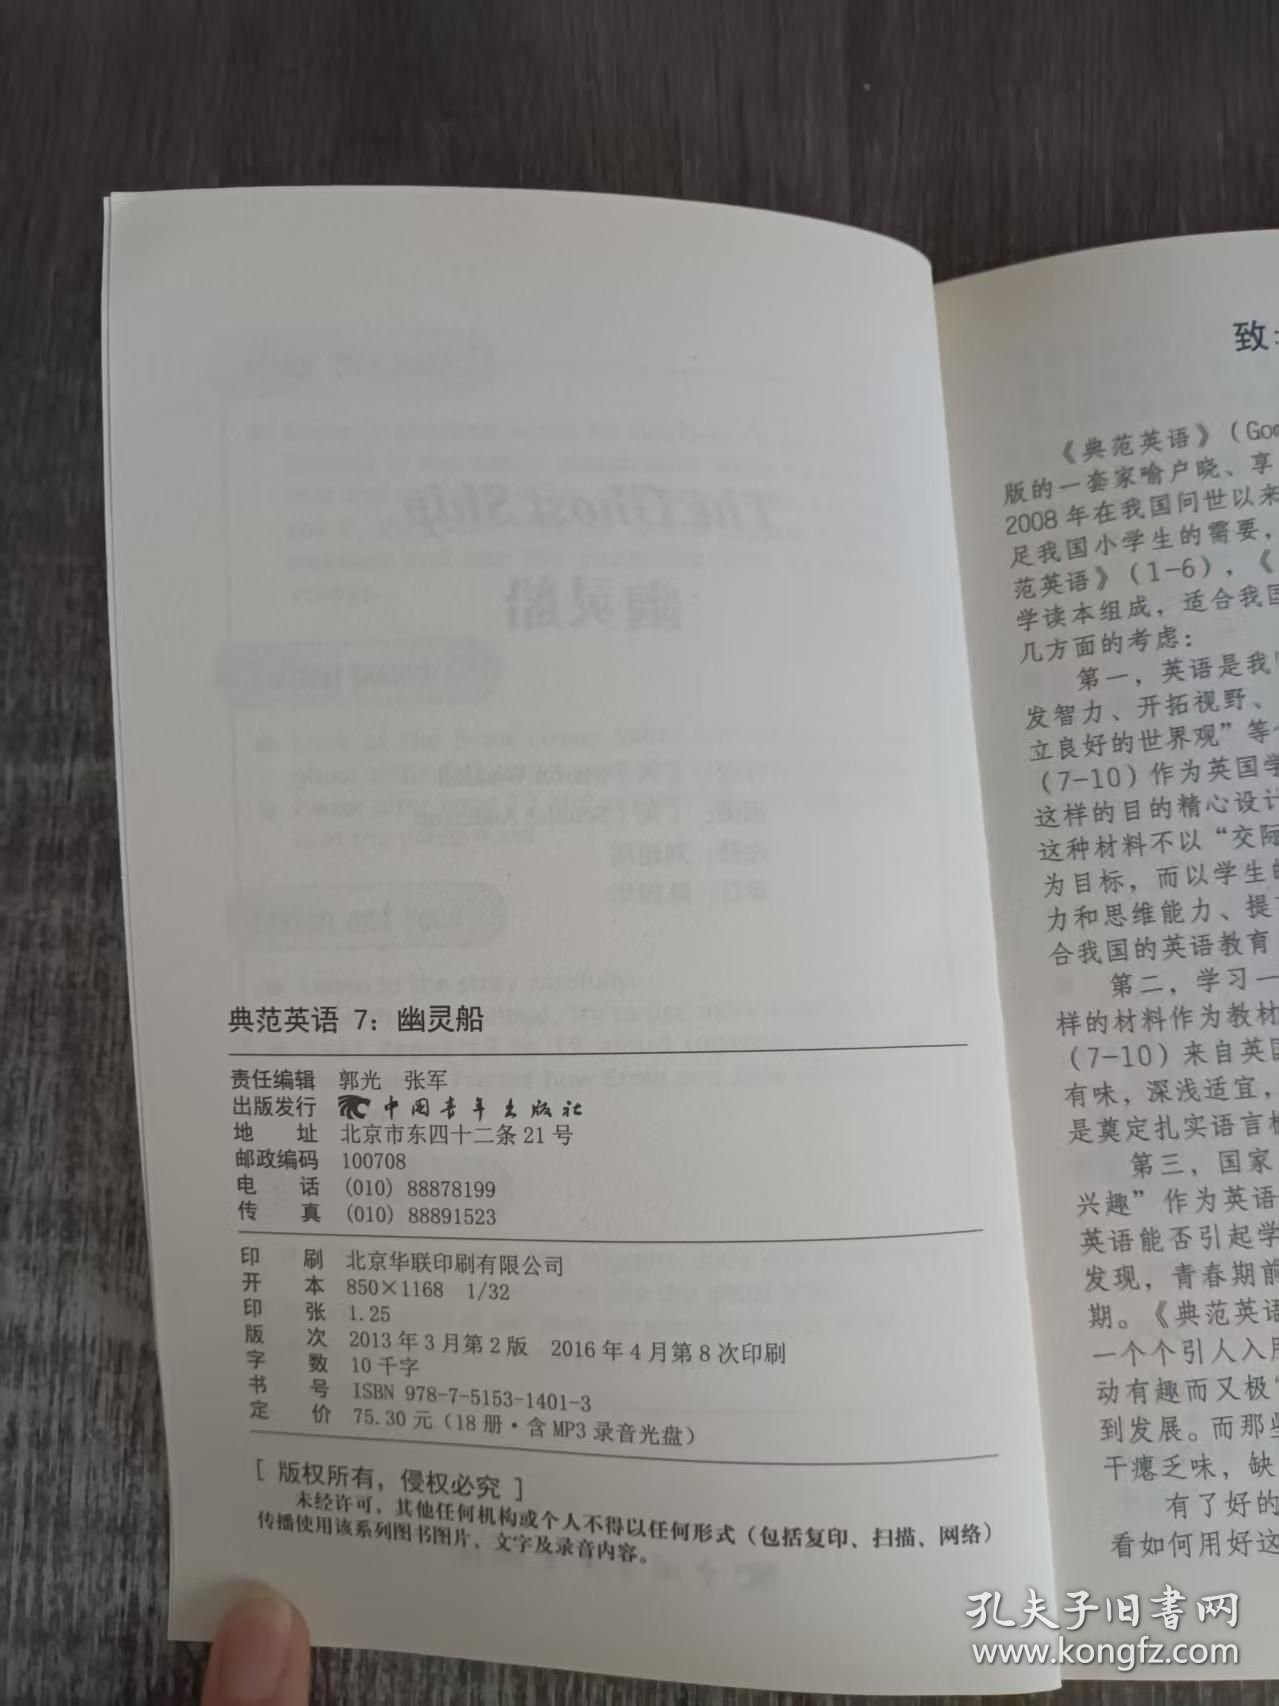 典范英语 7：幽灵船
责任编辑 郭光 张军
出版发行 中国青年出版社
地 址 北京市东四十二条21号
邮政编码 100708
电 话 (010) 88878199
传 真 (010) 88891523
印 刷 北京华联印刷有限公司
开 本 850×1168 1/32
印 张 1.25
版 次 2013年3月第2版 2016年4月第8次印刷
字 数 10千字
书 号 ISBN 978-7-5153-1401-3
定 价 75.30元（18册·含MP3录音光盘）
［版权所有，侵权必究］
未经许可，其他任何机构或个人不得以任何形式（包括复印、扫描、网络）
传播使用该系列图书图片、文字及录音内容。
致
《典范英语》（Goo
版的一套家喻户晓、享
2008年在我国问世以来
足我国小学生的需要，
范英语》（1-6），《
学读本组成，适合我国
几方面的考虑：
第一，英语是我
发智力、开拓视野、
立良好的世界观”等
（7-10）作为英国学
这样的目的精心设计
这种材料不以“交际
为目标，而以学生的
力和思维能力、提
合我国的英语教育
第二，学习一
样的材料作为教材
（7-10）来自英国
有味，深浅适宜，
是奠定扎实语言根
第三，国家
兴趣”作为英语
英语能否引起学
发现，青春期前
期。《典范英语
一个个引人入胜
动有趣而又极
到发展。而那些
干瘪乏味，缺
有了好的
看如何用好这
孔夫子旧书网
www.kongfz.com